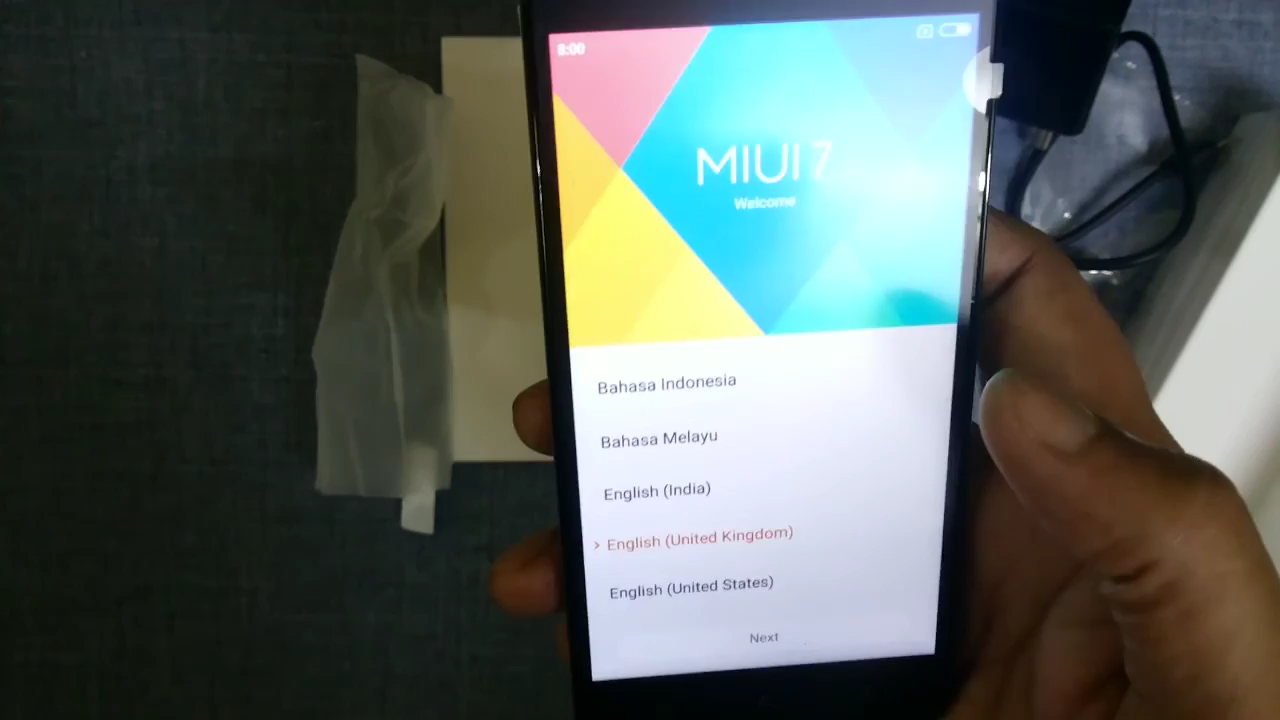 8:00
MIUI 7
Welcome
Bahasa Indonesia
Bahasa Melayu
English (India)
> English (United Kingdom)
English (United States)
Next